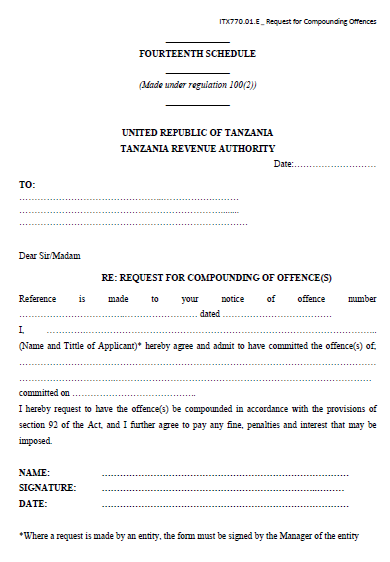 ITX770.01.E _ Request for Compounding Offences
FOURTEENTH SCHEDULE
(Made under regulation 100(2))
UNITED REPUBLIC OF TANZANIA
TANZANIA REVENUE AUTHORITY
Date:………………………
TO:
……………………………………………………………
……………………………………………………………
……………………………………………………………
Dear Sir/Madam
RE: REQUEST FOR COMPOUNDING OF OFFENCE(S)
Reference is made to your notice of offence number
……………………………… dated ………………………………
I, ……………………………………………………………………………………
(Name and Tittle of Applicant)* hereby agree and admit to have committed the offence(s) of;
……………………………………………………………………………………
……………………………………………………………………………………
committed on …………………………………
I hereby request to have the offence(s) be compounded in accordance with the provisions of
section 92 of the Act, and I further agree to pay any fine, penalties and interest that may be
imposed.
NAME: ……………………………………………………………
SIGNATURE: ……………………………………………………………
DATE: ……………………………………………………………
*Where a request is made by an entity, the form must be signed by the Manager of the entity